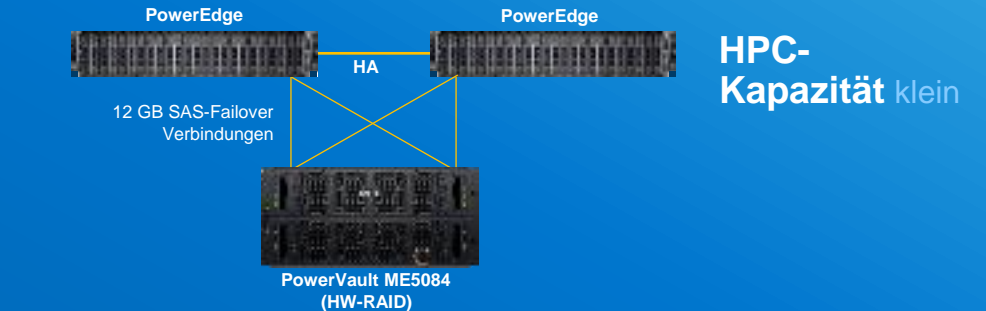 PowerEdge
PowerEdge
HA
HPC-
Kapazität klein
12 GB SAS-Failover
Verbindungen
PowerVault ME5084
(HW-RAID)